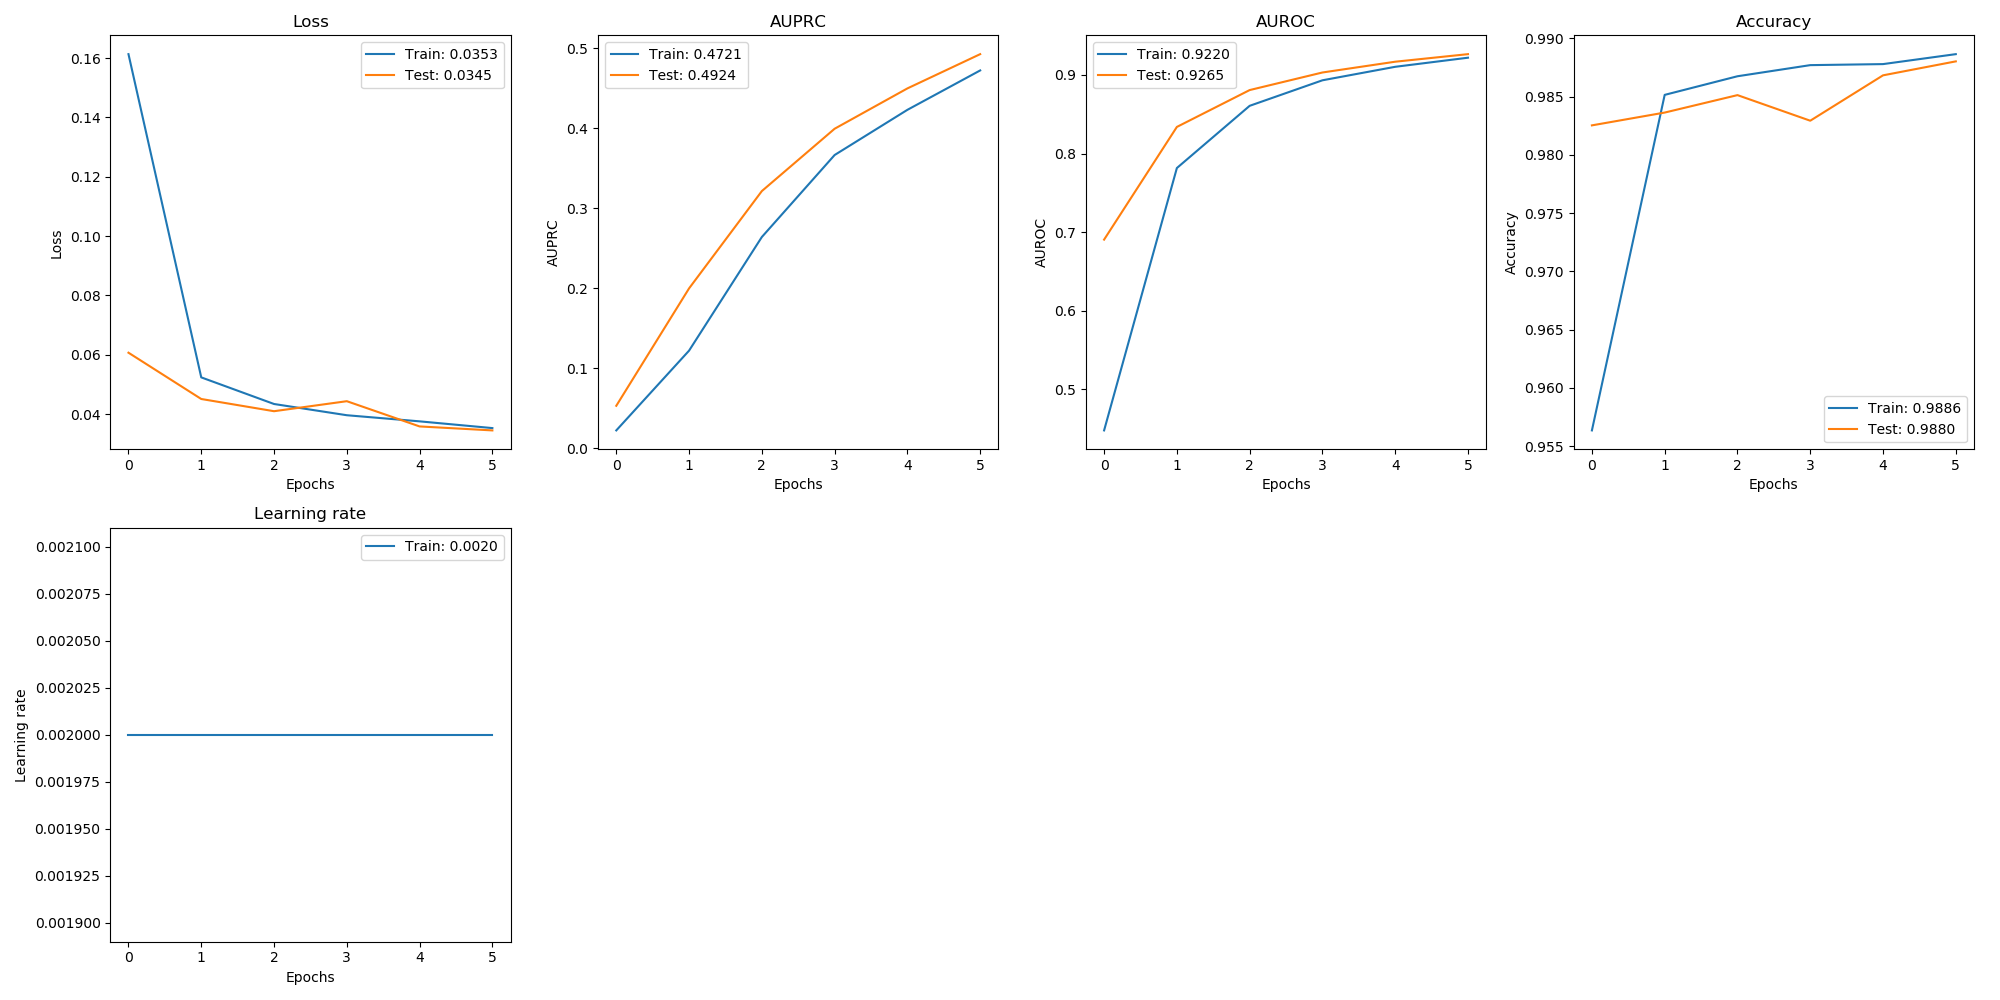 Loss
0.16
0.14
0.12
0.10
0.08
0.06
0.04
Loss
Train: 0.0353
Test: 0.0345
0 1 2 3 4 5
Epochs
AUPRC
0.5
0.4
0.3
0.2
0.1
0.0
AUPRC
Train: 0.4721
Test: 0.4924
0 1 2 3 4 5
Epochs
AUROC
0.9
0.8
0.7
0.6
0.5
AUROC
Train: 0.9220
Test: 0.9265
0 1 2 3 4 5
Epochs
Accuracy
0.990
0.985
0.980
0.975
0.970
0.965
0.960
0.955
Accuracy
Train: 0.9886
Test: 0.9880
0 1 2 3 4 5
Epochs
Learning rate
0.002100
0.002075
0.002050
0.002025
0.002000
0.001975
0.001950
0.001925
0.001900
Learning rate
Train: 0.0020
0 1 2 3 4 5
Epochs